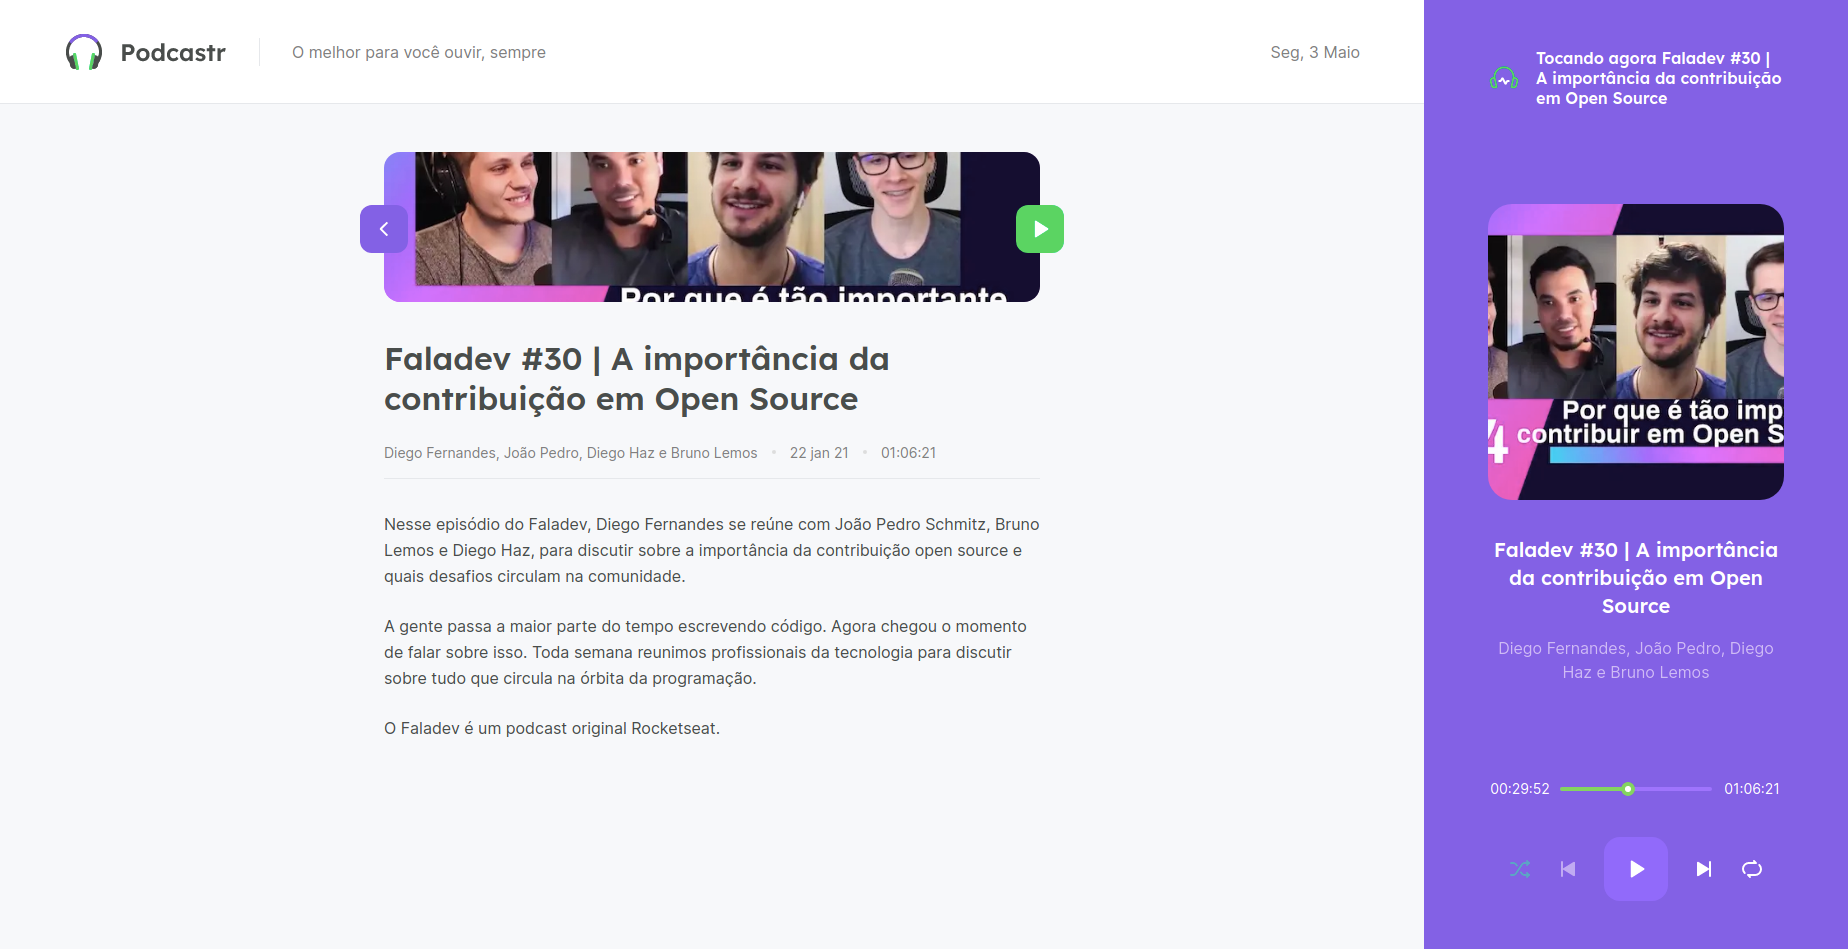 Podcastr
O melhor para você ouvir, sempre
Seg, 3 Maio
Por que é tão importante
Faladev #30 | A importância da
contribuição em Open Source
Diego Fernandes, João Pedro, Diego Haz e Bruno Lemos • 22 jan 21 • 01:06:21
Nesse episódio do Faladev, Diego Fernandes se reúne com João Pedro Schmitz, Bruno
Lemos e Diego Haz, para discutir sobre a importância da contribuição open source e
quais desafios circulam na comunidade.
A gente passa a maior parte do tempo escrevendo código. Agora chegou o momento
de falar sobre isso. Toda semana reunimos profissionais da tecnologia para discutir
sobre tudo que circula na órbita da programação.
O Faladev é um podcast original Rocketseat.
Tocando agora Faladev #30 |
A importância da contribuição
em Open Source
Por que é tão imp
contribuir em Open S
4
Faladev #30 | A importância
da contribuição em Open
Source
Diego Fernandes, João Pedro, Diego
Haz e Bruno Lemos
00:29:52
01:06:21